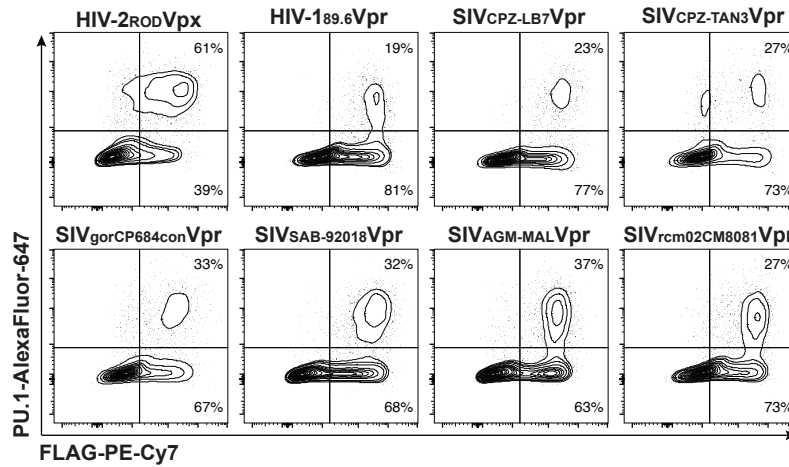 HIV-2RODVpx
HIV-189.6Vpr
SIVCPZ-LB7Vpr
SIVCPZ-TAN3Vpr
61%
19%
23%
27%
39%
81%
77%
73%
SIVgorCP684conVpr
SIVSAB-92018Vpr
SIVAGM-MALVpr
SIVrcm02CM8081Vpr
33%
32%
37%
27%
67%
68%
63%
73%
PU.1-AlexaFluor-647
FLAG-PE-Cy7